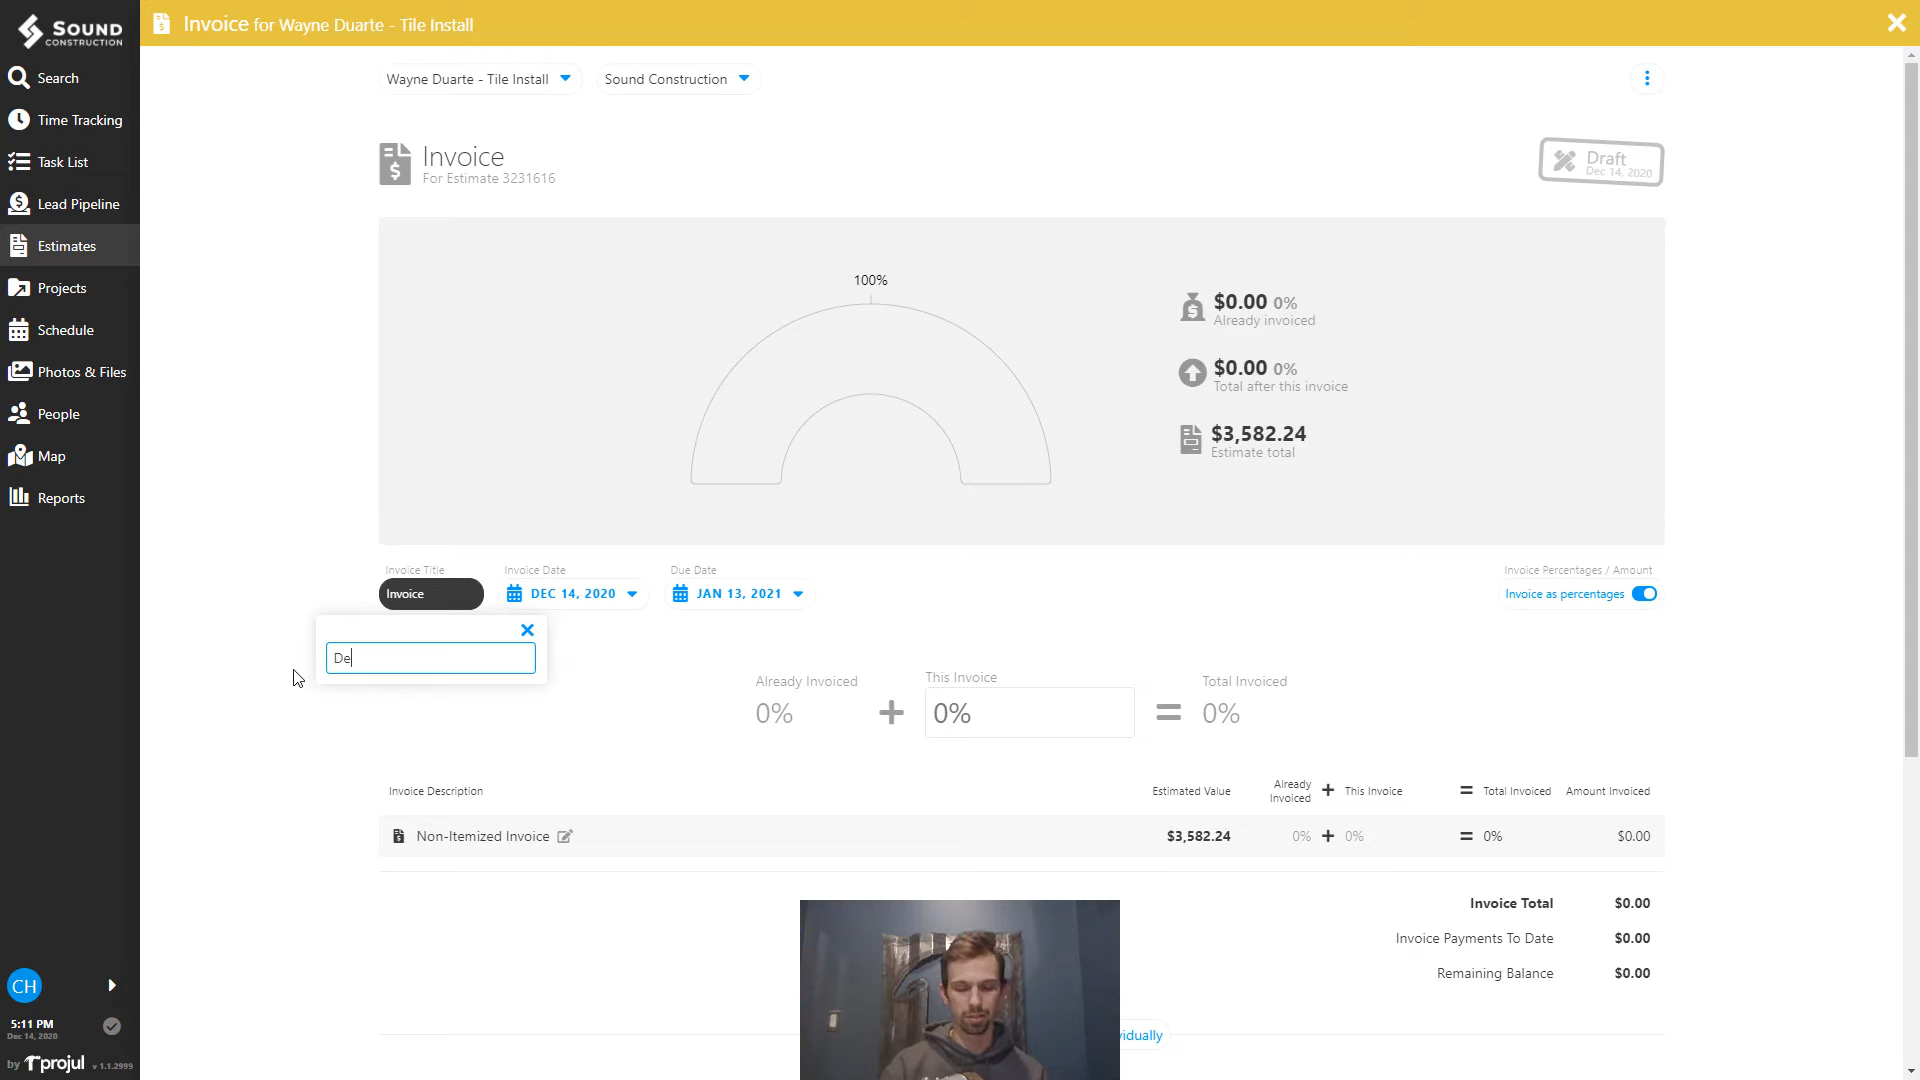 SOUND
CONSTRUCTION
Invoice for Wayne Duarte - Tile Install
Search
Time Tracking
Task List
Lead Pipeline
Estimates
Projects
Schedule
Photos & Files
People
Map
Reports
CH
5:11 PM
Dec 14, 2020
by projul v 1.1.2999
Wayne Duarte - Tile Install
Sound Construction
Invoice
For Estimate 3231616
Draft
Dec 14, 2020
100%
$0.00 0%
Already invoiced
$0.00 0%
Total after this invoice
$3,582.24
Estimate total
Invoice Title
Invoice Date
Due Date
Invoice Percentages / Amount
Invoice
DEC 14, 2020
JAN 13, 2021
Invoice as percentages
De
Already Invoiced
This Invoice
Total Invoiced
0% + 0% = 0%
Invoice Description
Estimated Value
Already Invoiced
+ This Invoice
= Total Invoiced
Amount Invoiced
Non-Itemized Invoice
$3,582.24
0% + 0%
= 0%
$0.00
Invoice Total $0.00
Invoice Payments To Date $0.00
Remaining Balance $0.00
vidually